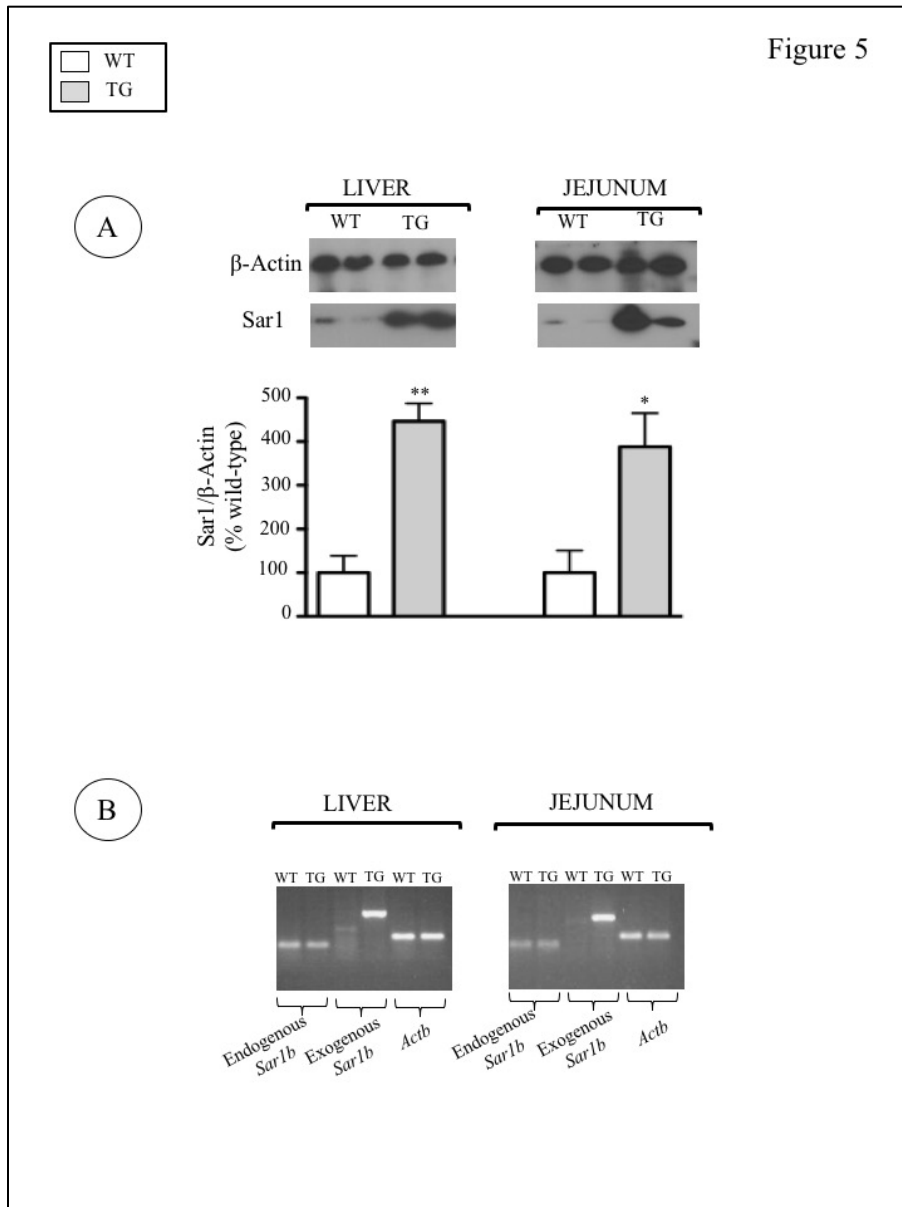 Figure 5
WT
TG
A
LIVER
JEJUNUM
WT TG
WT TG
β-Actin
Sar1
Sar1/β-Actin
(% wild-type)
500
400
300
200
100
0
**
*
B
LIVER
JEJUNUM
WT TG WT TG WT TG
WT TG WT TG WT TG
Endogenous
Sar1b
Exogenous
Sar1b
Actb
Endogenous
Sar1b
Exogenous
Sar1b
Actb